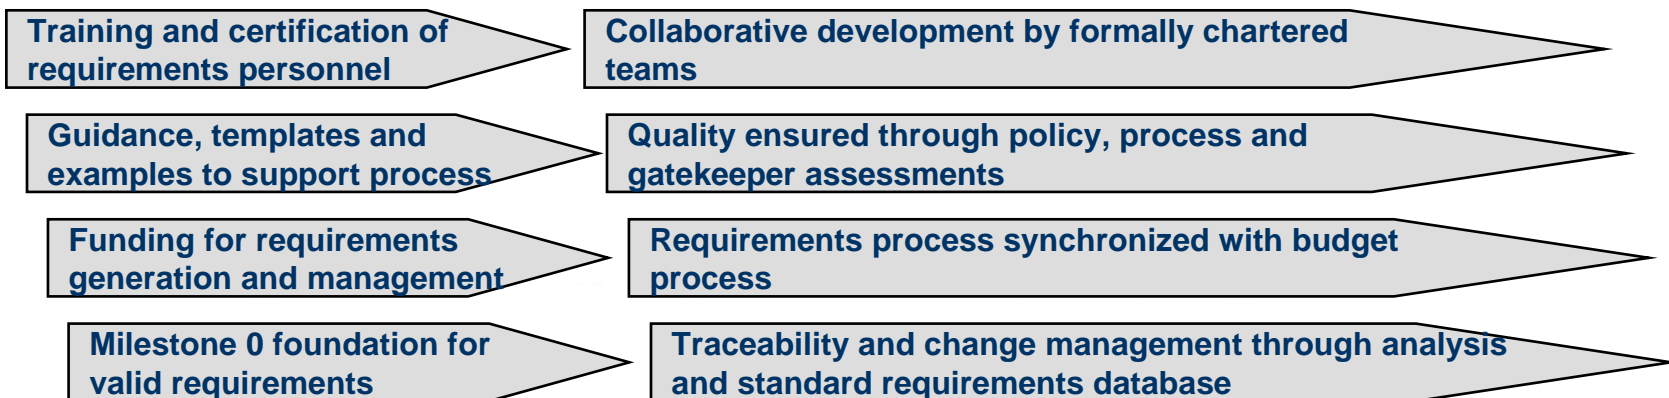 Training and certification of
requirements personnel
Collaborative development by formally chartered
teams
Guidance, templates and
examples to support process
Quality ensured through policy, process and
gatekeeper assessments
Funding for requirements
generation and management
Requirements process synchronized with budget
process
Milestone 0 foundation for
valid requirements
Traceability and change management through analysis
and standard requirements database